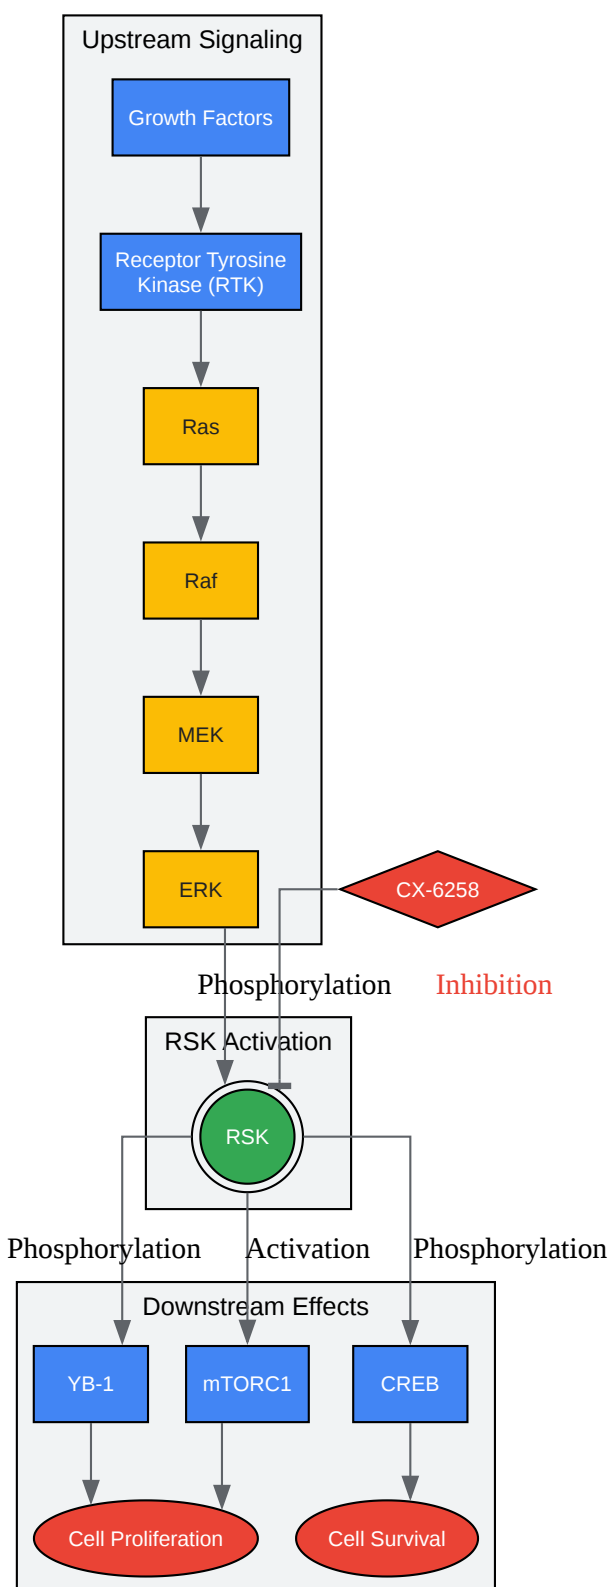 Upstream Signaling
Growth Factors
Receptor Tyrosine
Kinase (RTK)
Ras
Raf
MEK
ERK
CX-6258
Phosphorylation
Inhibition
RSK Activation
RSK
Phosphorylation
Activation
Phosphorylation
Downstream Effects
YB-1
mTORC1
CREB
Cell Proliferation
Cell Survival